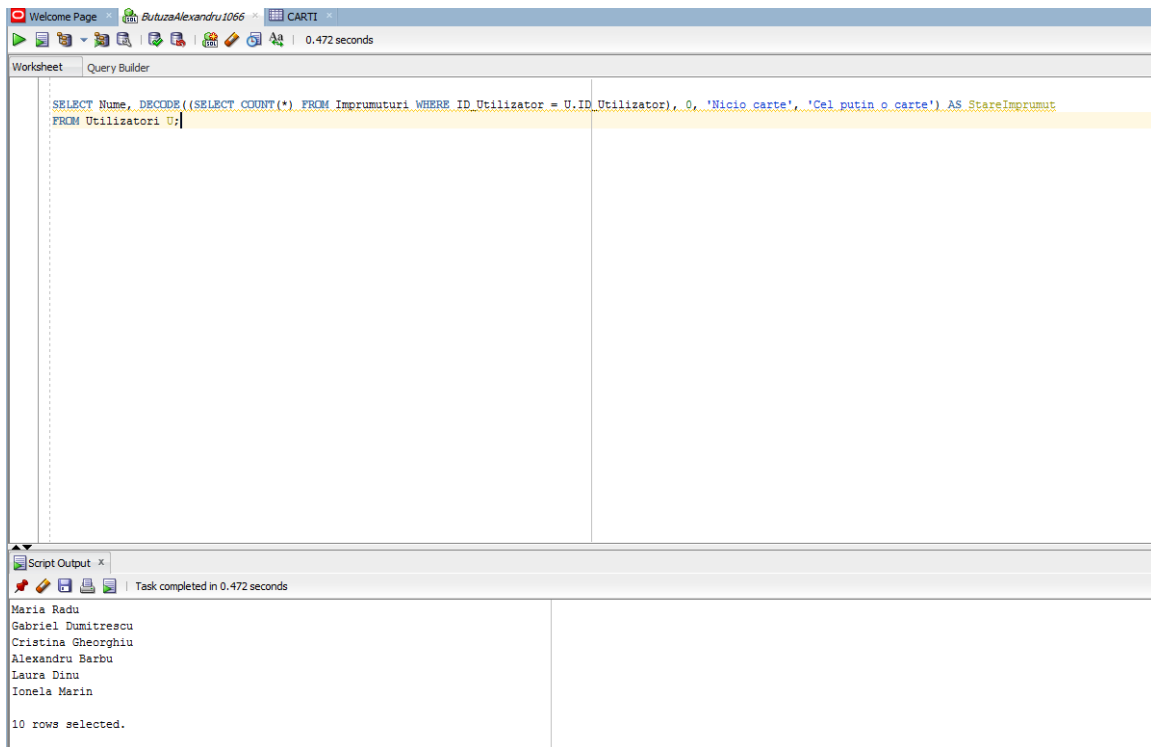 Welcome Page
ButuzaAlexandru1066
CARTI
0.472 seconds
Worksheet
Query Builder
SELECT Nume, DECODE((SELECT COUNT(*) FROM Imprumuturi WHERE ID_Utilizator = U.ID_Utilizator), 0, 'Nicio carte', 'Cel puțin o carte') AS StareImprumut
FROM Utilizatori U;
Script Output
Task completed in 0.472 seconds
Maria Radu
Gabriel Dumitrescu
Cristina Gheorghiu
Alexandru Barbu
Laura Dinu
Ionela Marin
10 rows selected.